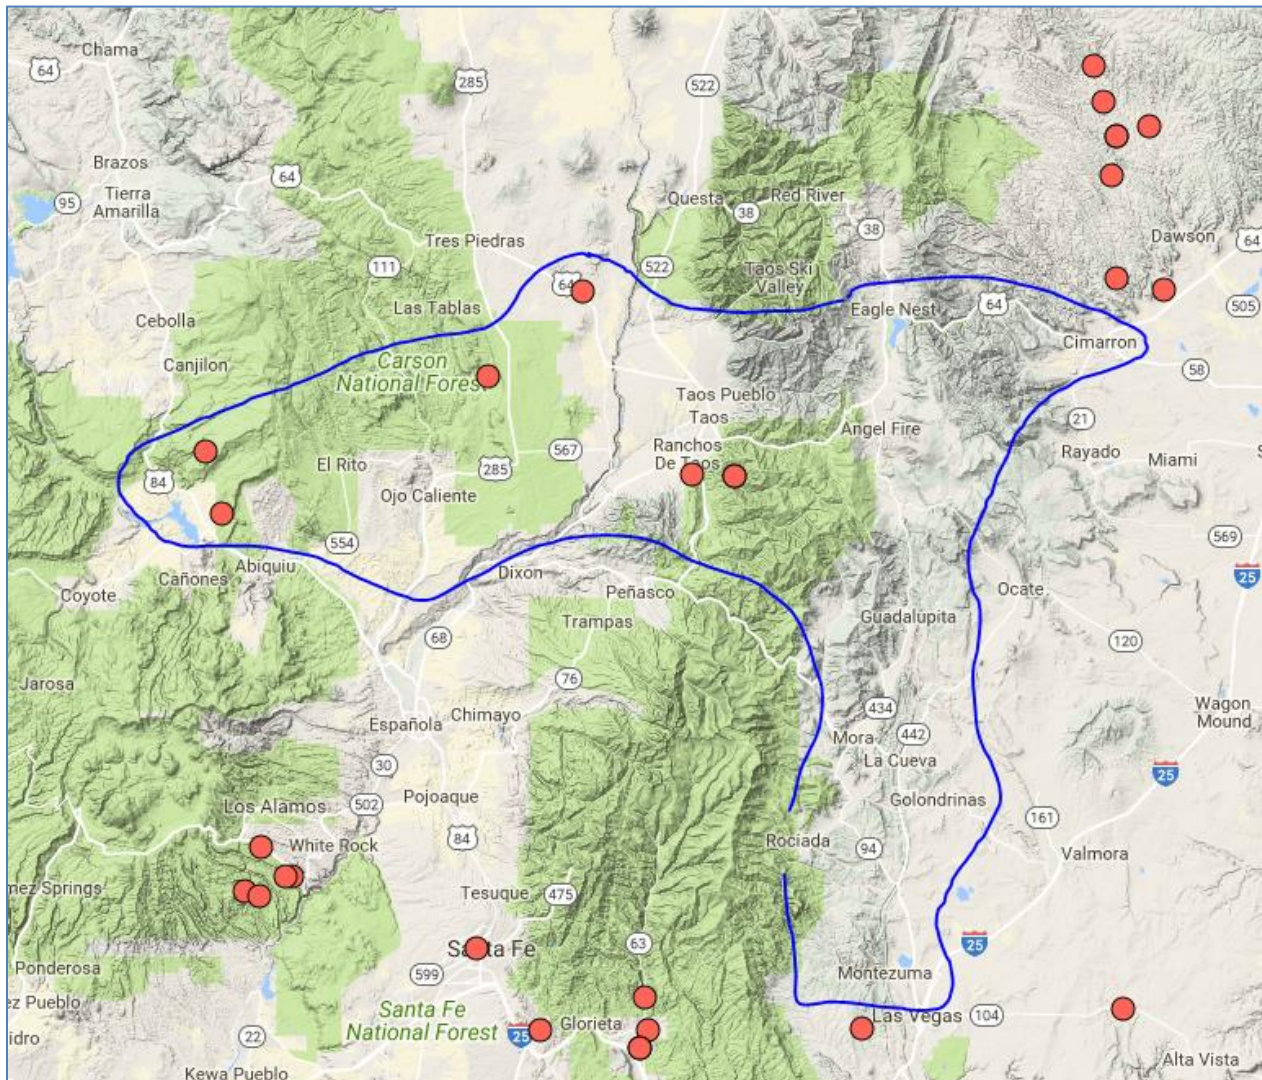 Chama
64
285
522
Brazos
64
Tierra
Amarilla
95
Questa
Red River
38
38
Dawson
64
Tres Piedras
111
522
Taos Ski
Valley
64
505
Las Tablas
Eagle Nest
64
Cebolla
Cimarron
Canjilon
Carson
National Forest
58
Taos Pueblo
Taos
21
Angel Fire
Ranchos
De Taos
567
Rayado
Miami
El Rito
285
84
Ojo Caliente
569
554
25
Abiquiu
Dixon
Cañones
Coyote
Peñasco
Ocate
Trampas
Guadalupita
68
120
Jarosa
76
Española
Chimayo
434
Wagon
Mound
Mora
442
La Cueva
30
25
Pojoaque
Los Alamos
502
Golondrinas
161
84
White Rock
Rociada
94
Valmora
mez Springs
Tesuque
475
Santa Fe
63
25
Ponderosa
599
Montezuma
ez Pueblo
Santa Fe
National Forest
25
Glorieta
Las Vegas
104
idro
22
Alta Vista
Kewa Pueblo